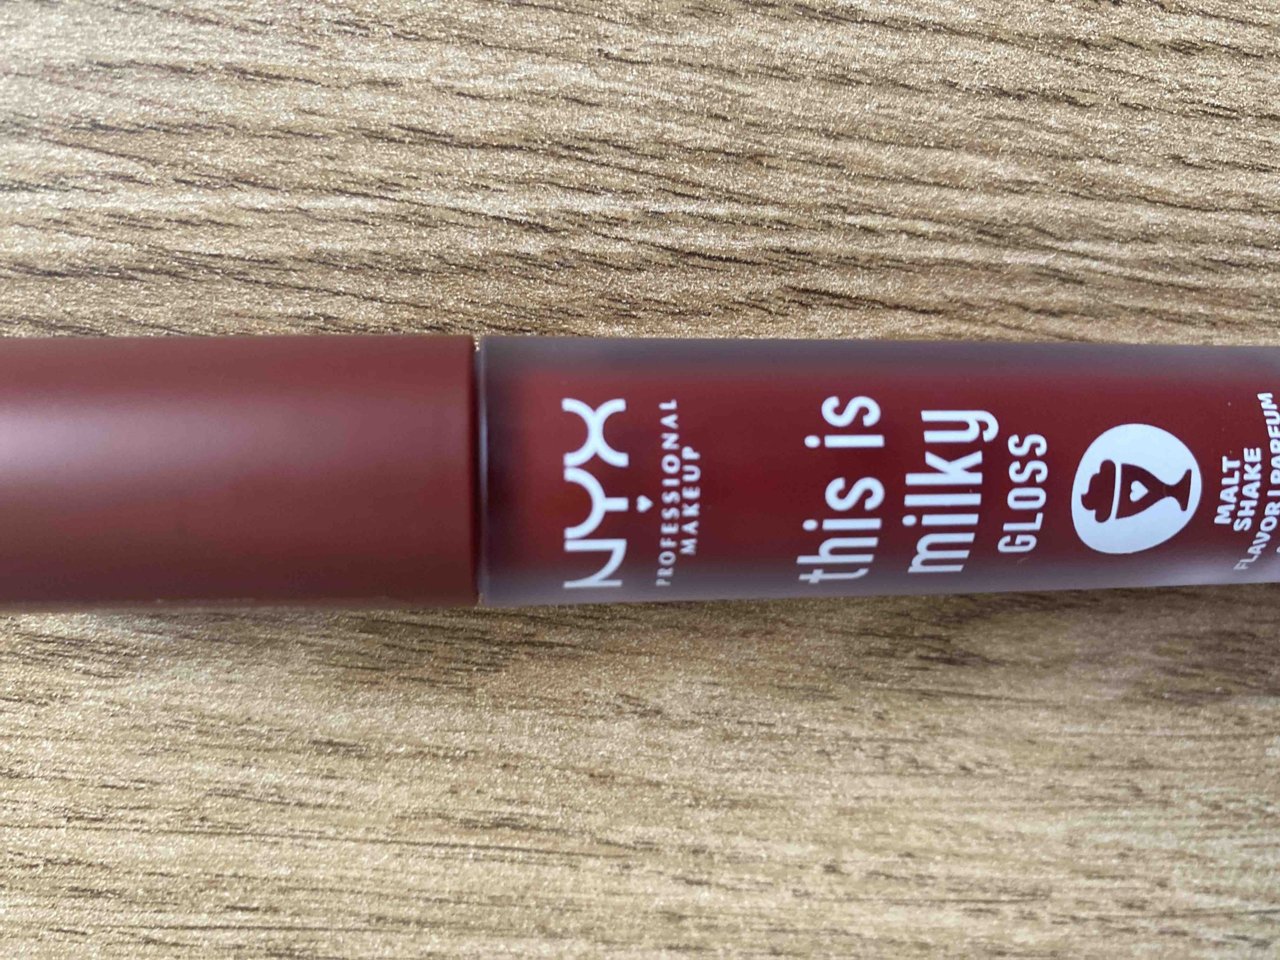 NYX
PROFESSIONAL
MAKEUP
this is
milky
GLOSS
MALT
SHAKE
FLAVOR | PARFUM